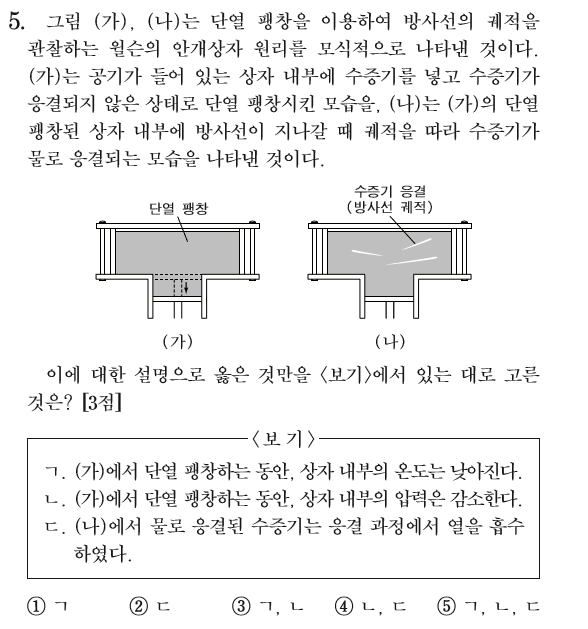 5. 그림 (가), (나)는 단열 팽창을 이용하여 방사선의 궤적을
관찰하는 윌슨의 안개상자 원리를 모식적으로 나타낸 것이다.
(가)는 공기가 들어 있는 상자 내부에 수증기를 넣고 수증기가
응결되지 않은 상태로 단열 팽창시킨 모습을, (나)는 (가)의 단열
팽창된 상자 내부에 방사선이 지나갈 때 궤적을 따라 수증기가
물로 응결되는 모습을 나타낸 것이다.
단열 팽창
수증기 응결
(방사선 궤적)
(가)
(나)
이에 대한 설명으로 옳은 것만을 〈보기〉에서 있는 대로 고른
것은? [3점]
〈보 기〉
ㄱ. (가)에서 단열 팽창하는 동안, 상자 내부의 온도는 낮아진다.
ㄴ. (가)에서 단열 팽창하는 동안, 상자 내부의 압력은 감소한다.
ㄷ. (나)에서 물로 응결된 수증기는 응결 과정에서 열을 흡수
하였다.
① ㄱ ② ㄷ ③ ㄱ, ㄴ ④ ㄴ, ㄷ ⑤ ㄱ, ㄴ, ㄷ